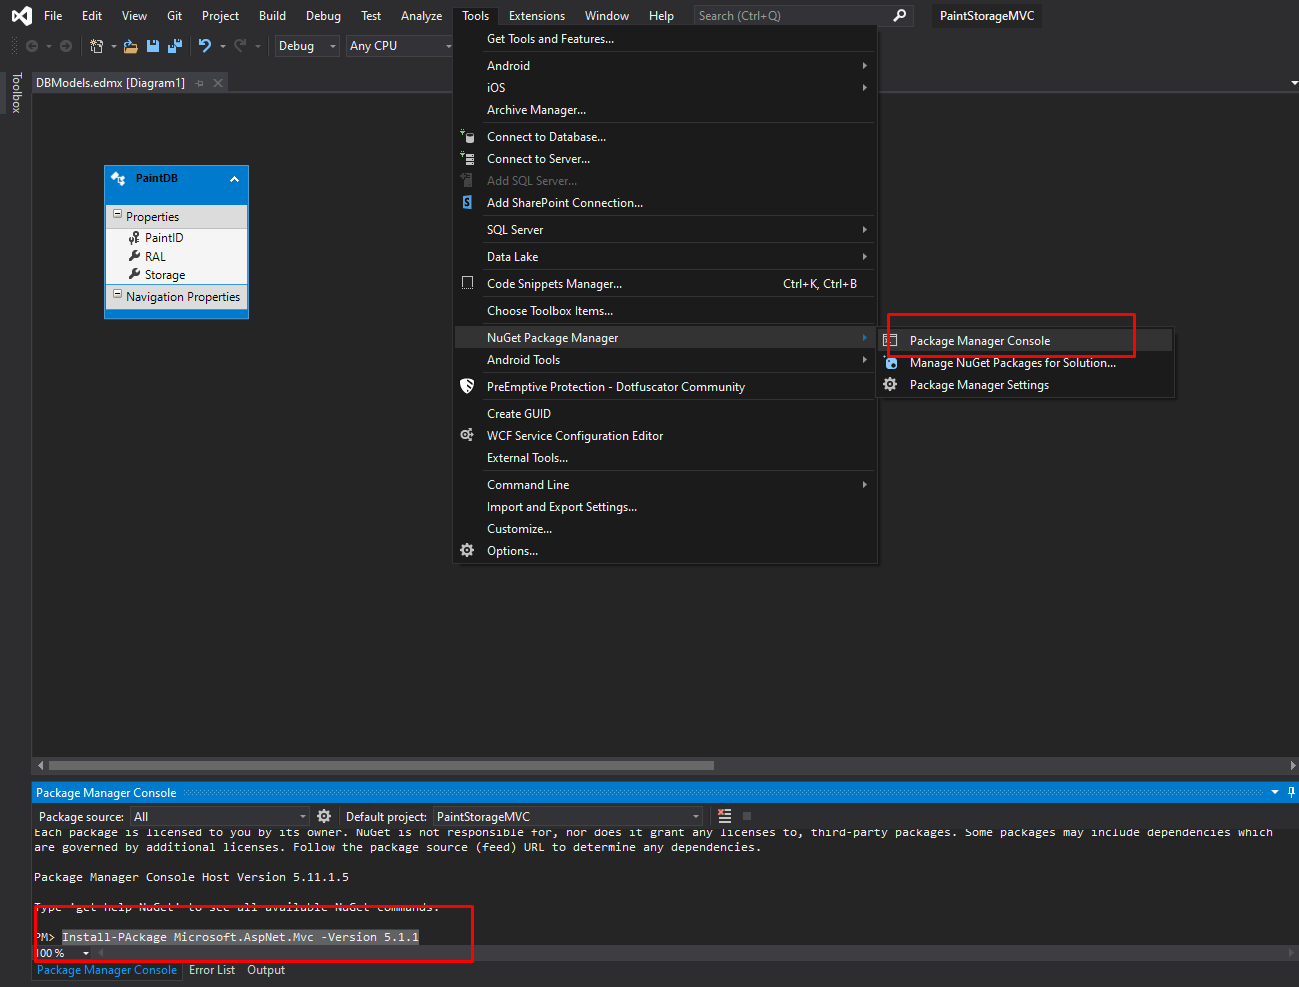 File Edit View Git Project Build Debug Test Analyze Tools Extensions Window Help Search (Ctrl+Q) PaintStorageMVC
Debug Any CPU
Get Tools and Features...
Android
iOS
Archive Manager...
Connect to Database...
Connect to Server...
Add SQL Server...
Add SharePoint Connection...
SQL Server
Data Lake
Code Snippets Manager... Ctrl+K, Ctrl+B
Choose Toolbox Items...
NuGet Package Manager
Android Tools
PreEmptive Protection - Dotfuscator Community
Create GUID
WCF Service Configuration Editor
External Tools...
Command Line
Import and Export Settings...
Customize...
Options...
Package Manager Console
Manage NuGet Packages for Solution...
Package Manager Settings
Toolbox
DBModels.edmx [Diagram1]
PaintDB
Properties
PaintID
RAL
Storage
Navigation Properties
Package Manager Console
Package source: All Default project: PaintStorageMVC
Each package is licensed to you by its owner. NuGet is not responsible for, nor does it grant any licenses to, third-party packages. Some packages may include dependencies which
are governed by additional licenses. Follow the package source (feed) URL to determine any dependencies.
Package Manager Console Host Version 5.11.1.5
Type 'get-help NuGet' to see all available NuGet commands.
PM> Install-PAckage Microsoft.AspNet.Mvc -Version 5.1.1
100 %
Package Manager Console Error List Output